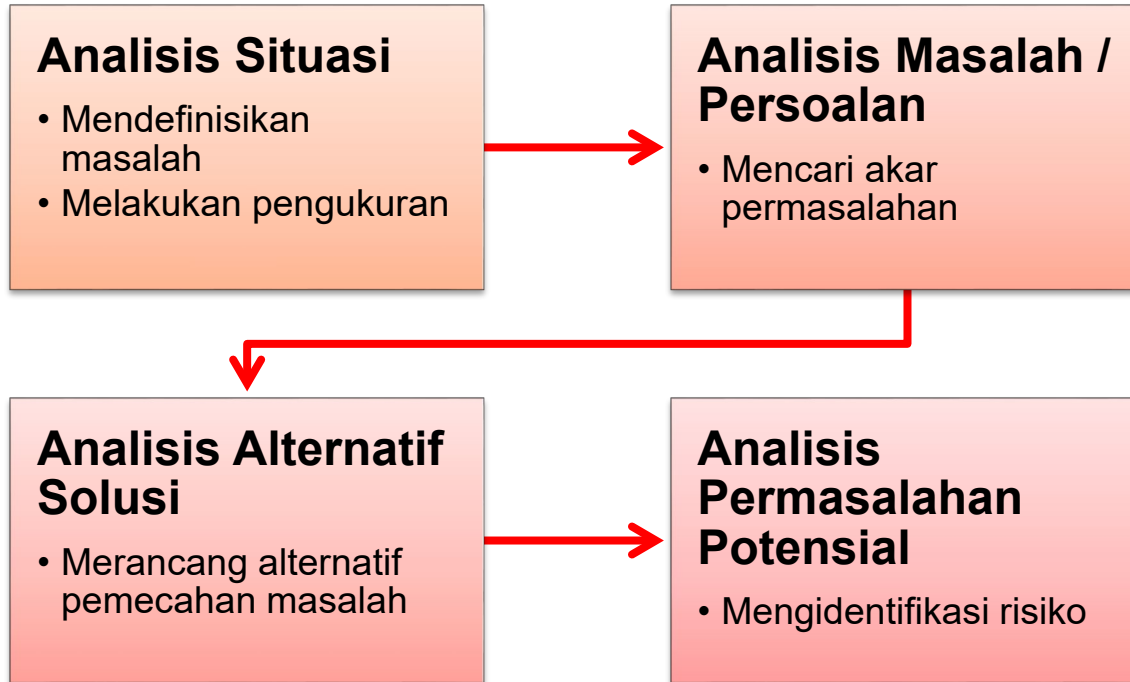 Analisis Situasi
• Mendefinisikan
masalah
• Melakukan pengukuran
Analisis Masalah /
Persoalan
• Mencari akar
permasalahan
Analisis Alternatif
Solusi
• Merancang alternatif
pemecahan masalah
Analisis
Permasalahan
Potensial
• Mengidentifikasi risiko